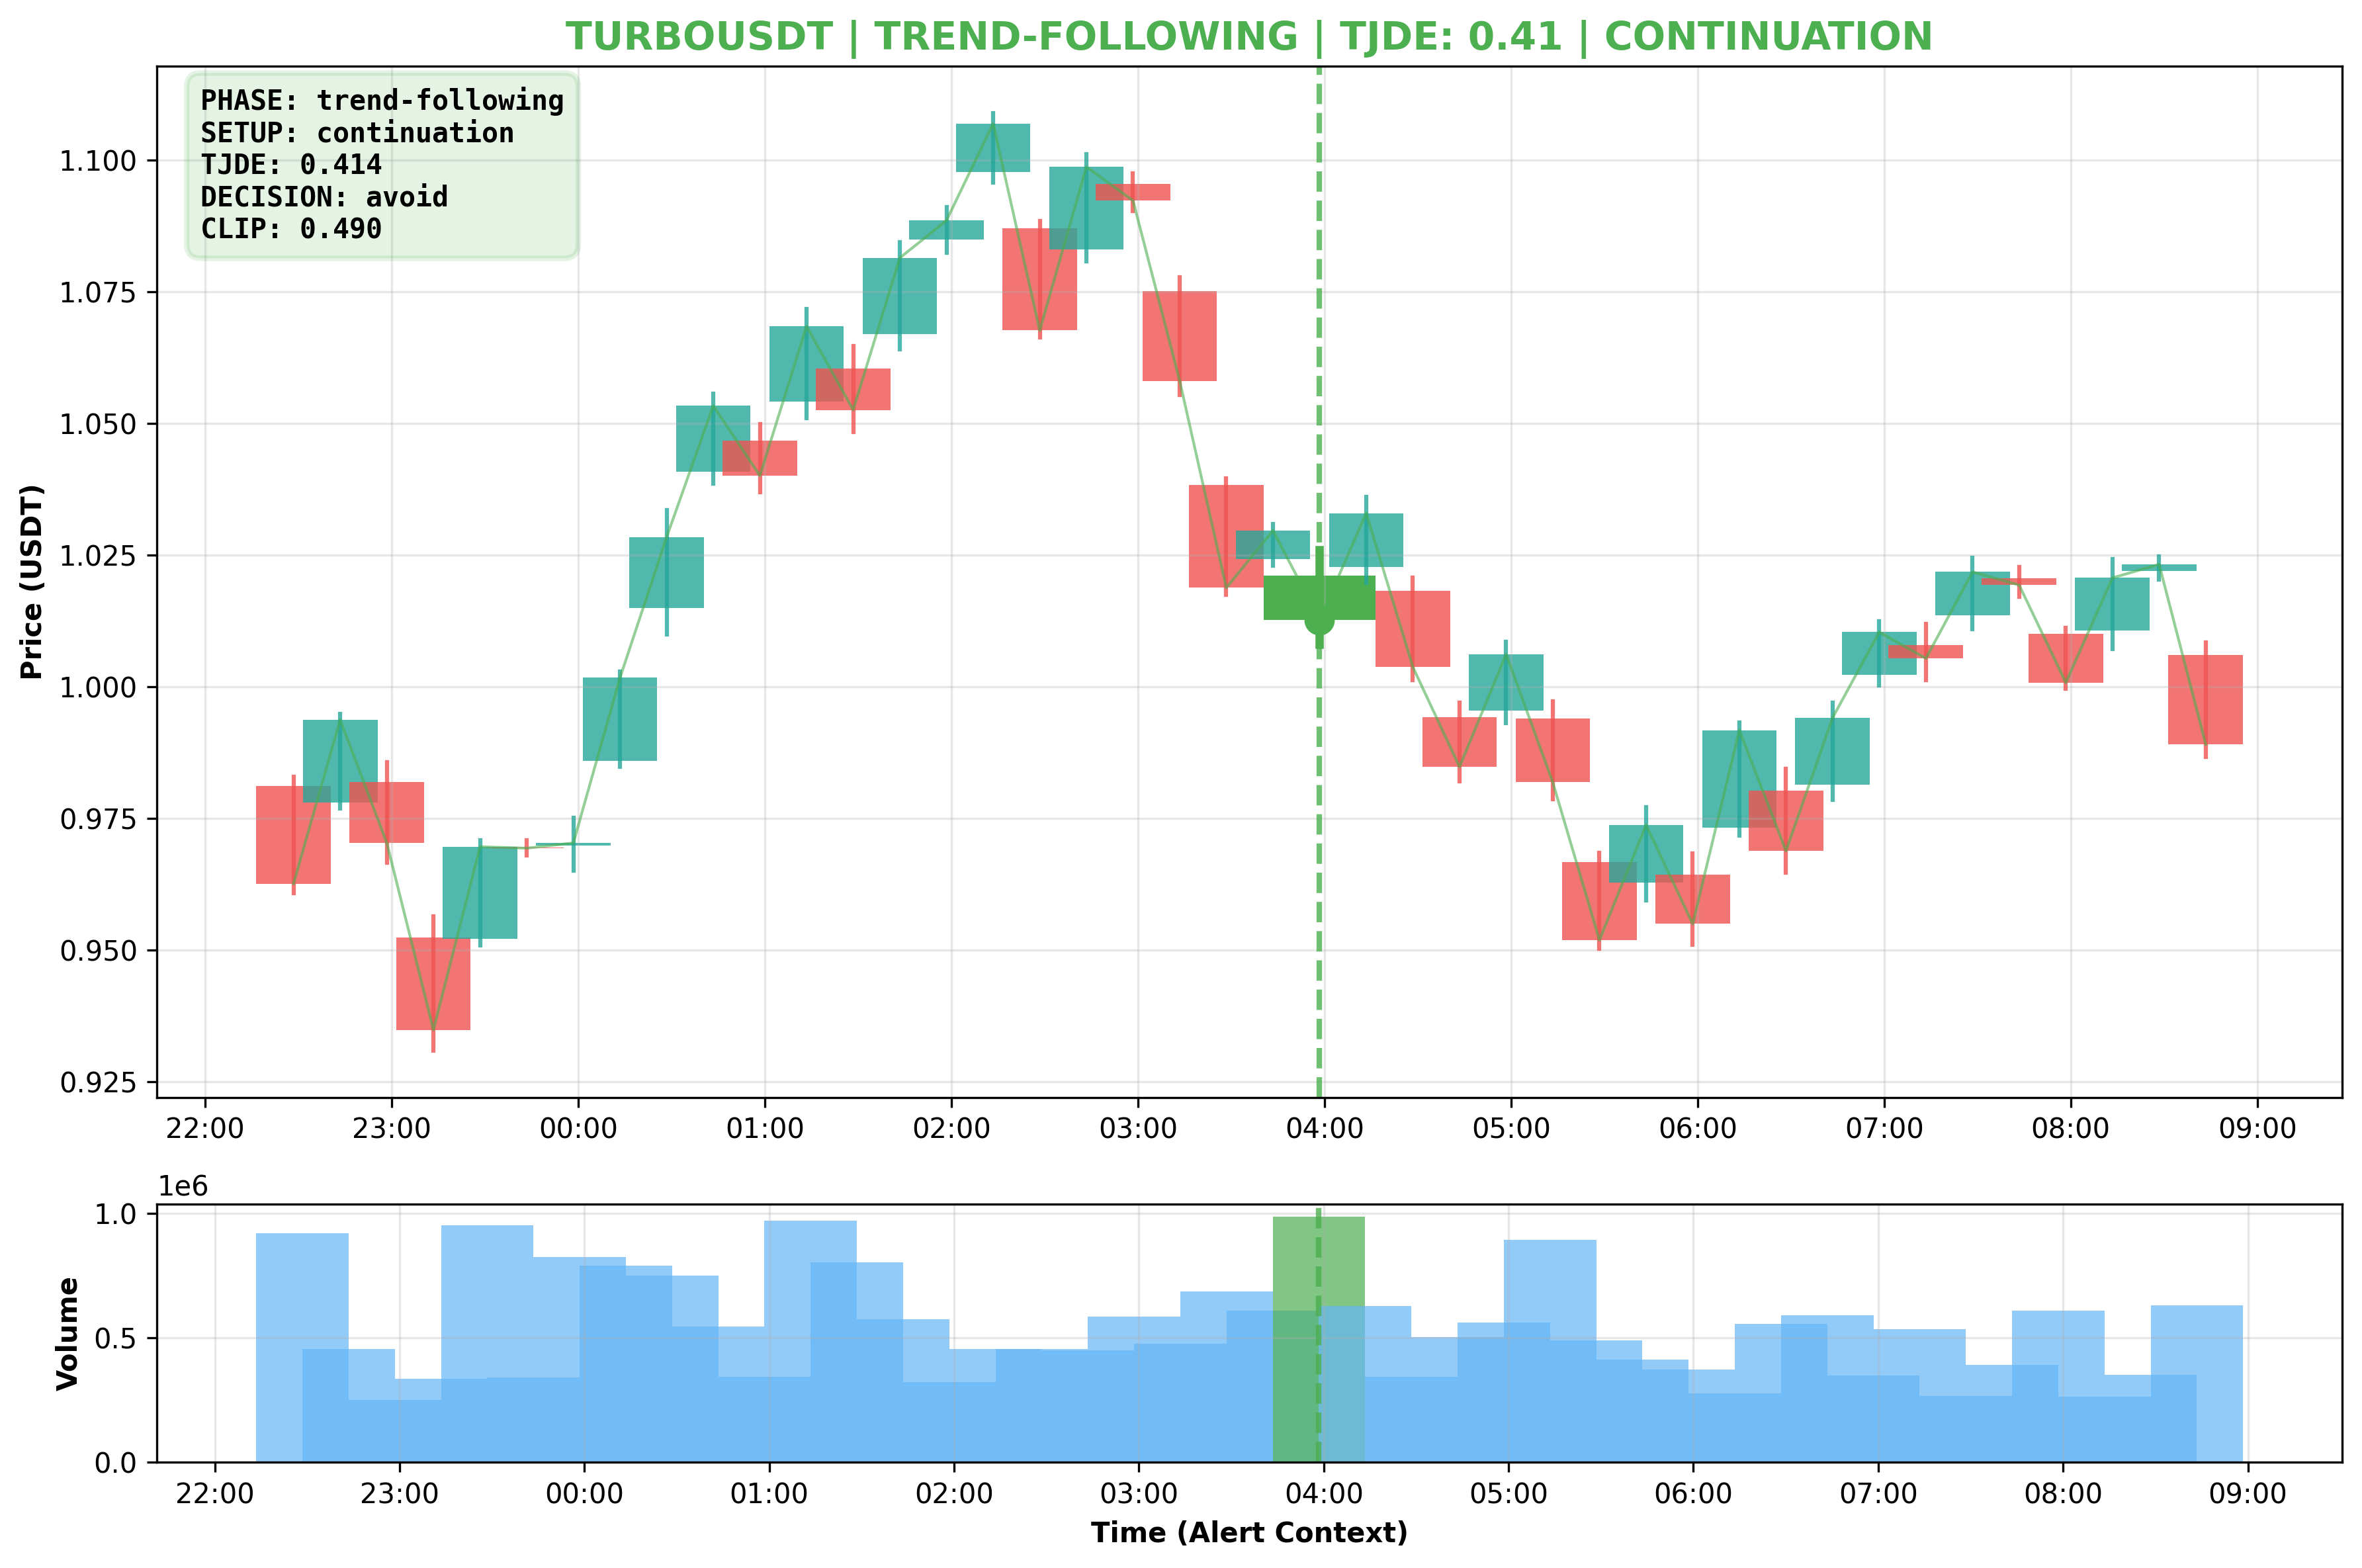 TURBOUSDT | TREND-FOLLOWING | TJDE: 0.41 | CONTINUATION
PHASE: trend-following
SETUP: continuation
TJDE: 0.414
DECISION: avoid
CLIP: 0.490
Price (USDT)
1.100
1.075
1.050
1.025
1.000
0.975
0.950
0.925
22:00 23:00 00:00 01:00 02:00 03:00 04:00 05:00 06:00 07:00 08:00 09:00
1e6
Volume
1.0
0.5
0.0
22:00 23:00 00:00 01:00 02:00 03:00 04:00 05:00 06:00 07:00 08:00 09:00
Time (Alert Context)